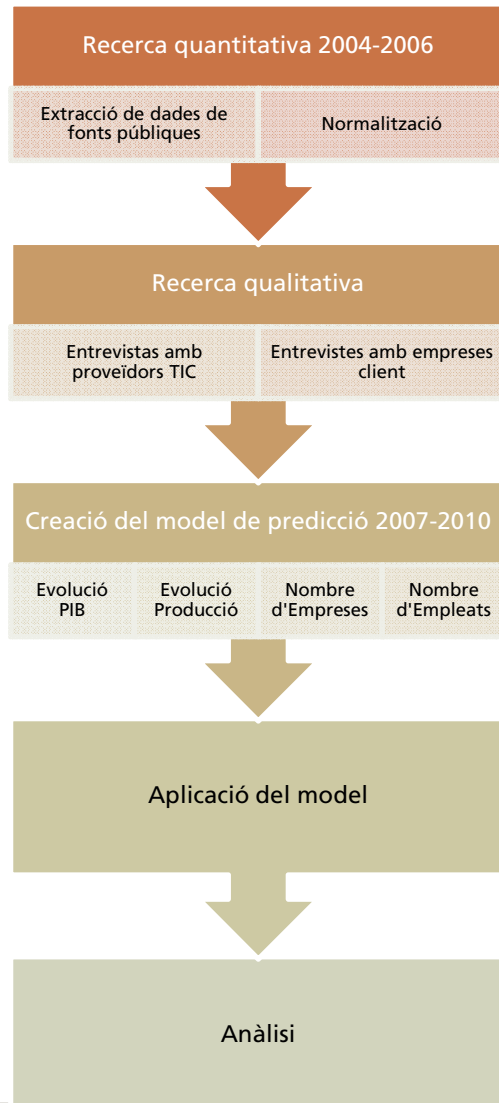 Recerca quantitativa 2004-2006
Extracció de dades de
fonts públiques
Normalització
Recerca qualitativa
Entrevistas amb
proveïdors TIC
Entrevistes amb empreses
client
Creació del model de predicció 2007-2010
Evolució
PIB
Evolució
Producció
Nombre
d'Empreses
Nombre
d'Empleats
Aplicació del model
Anàlisi